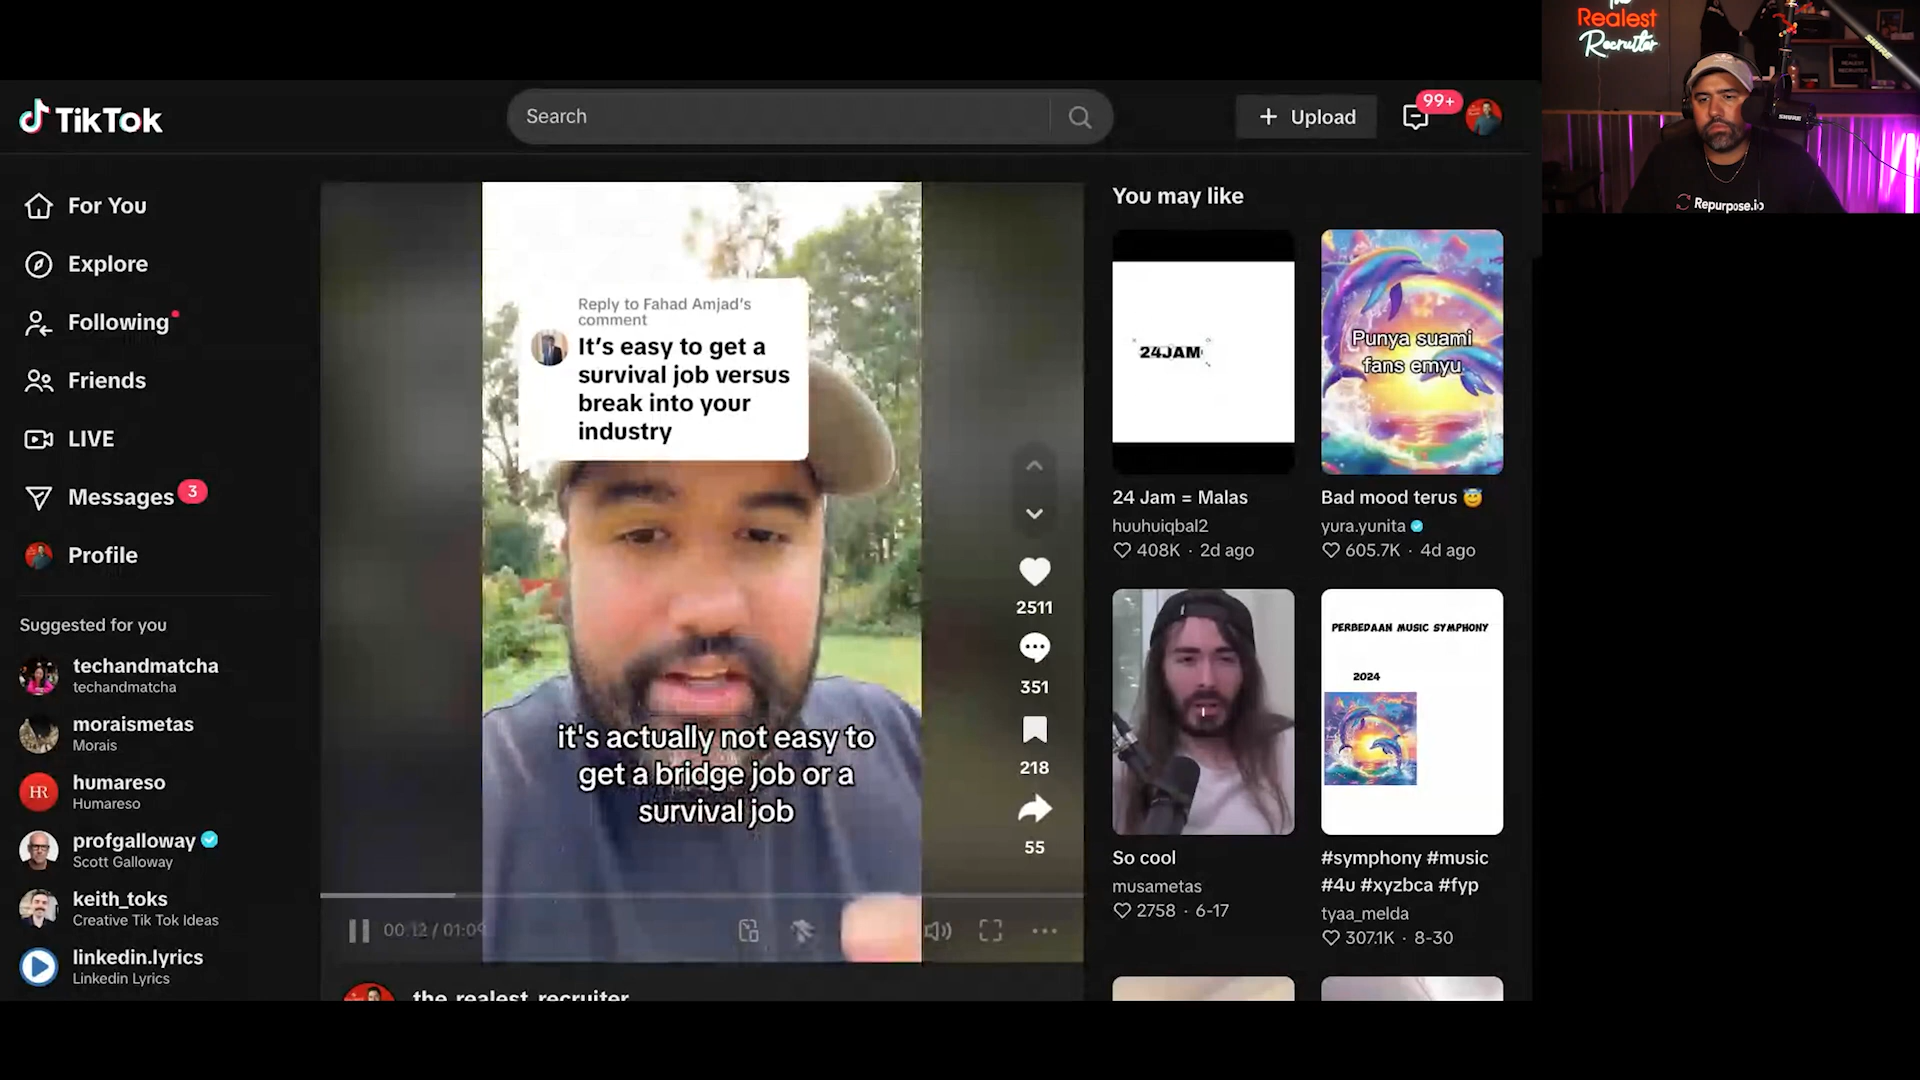 TikTok
Search
Upload
99+
The
Realest
Recruiter
SHURE
THE
REALEST
RECRUITER
SHURE
Repurpose.io
For You
Explore
Following
Friends
LIVE
Messages
3
Profile
Suggested for you
techandmatcha
techandmatcha
moraismetas
Morais
HR
humareso
Humareso
profgalloway
Scott Galloway
keith_toks
Creative Tik Tok Ideas
linkedin.lyrics
Linkedin Lyrics
Reply to Fahad Amjad's
comment
It's easy to get a
survival job versus
break into your
industry
it's actually not easy to
get a bridge job or a
survival job
2511
351
218
55
00:12 / 01:09
the_realest_recruiter
You may like
24JAM
24 Jam = Malas
huuhuiqbal2
408K · 2d ago
Punya suami
fans emyu
Bad mood terus 😇
yura.yunita
605.7K · 4d ago
So cool
musametas
2758 · 6-17
PERBEDAAN MUSIC SYMPHONY
2024
#symphony #music
#4u #xyzbca #fyp
tyaa_melda
307.1K · 8-30